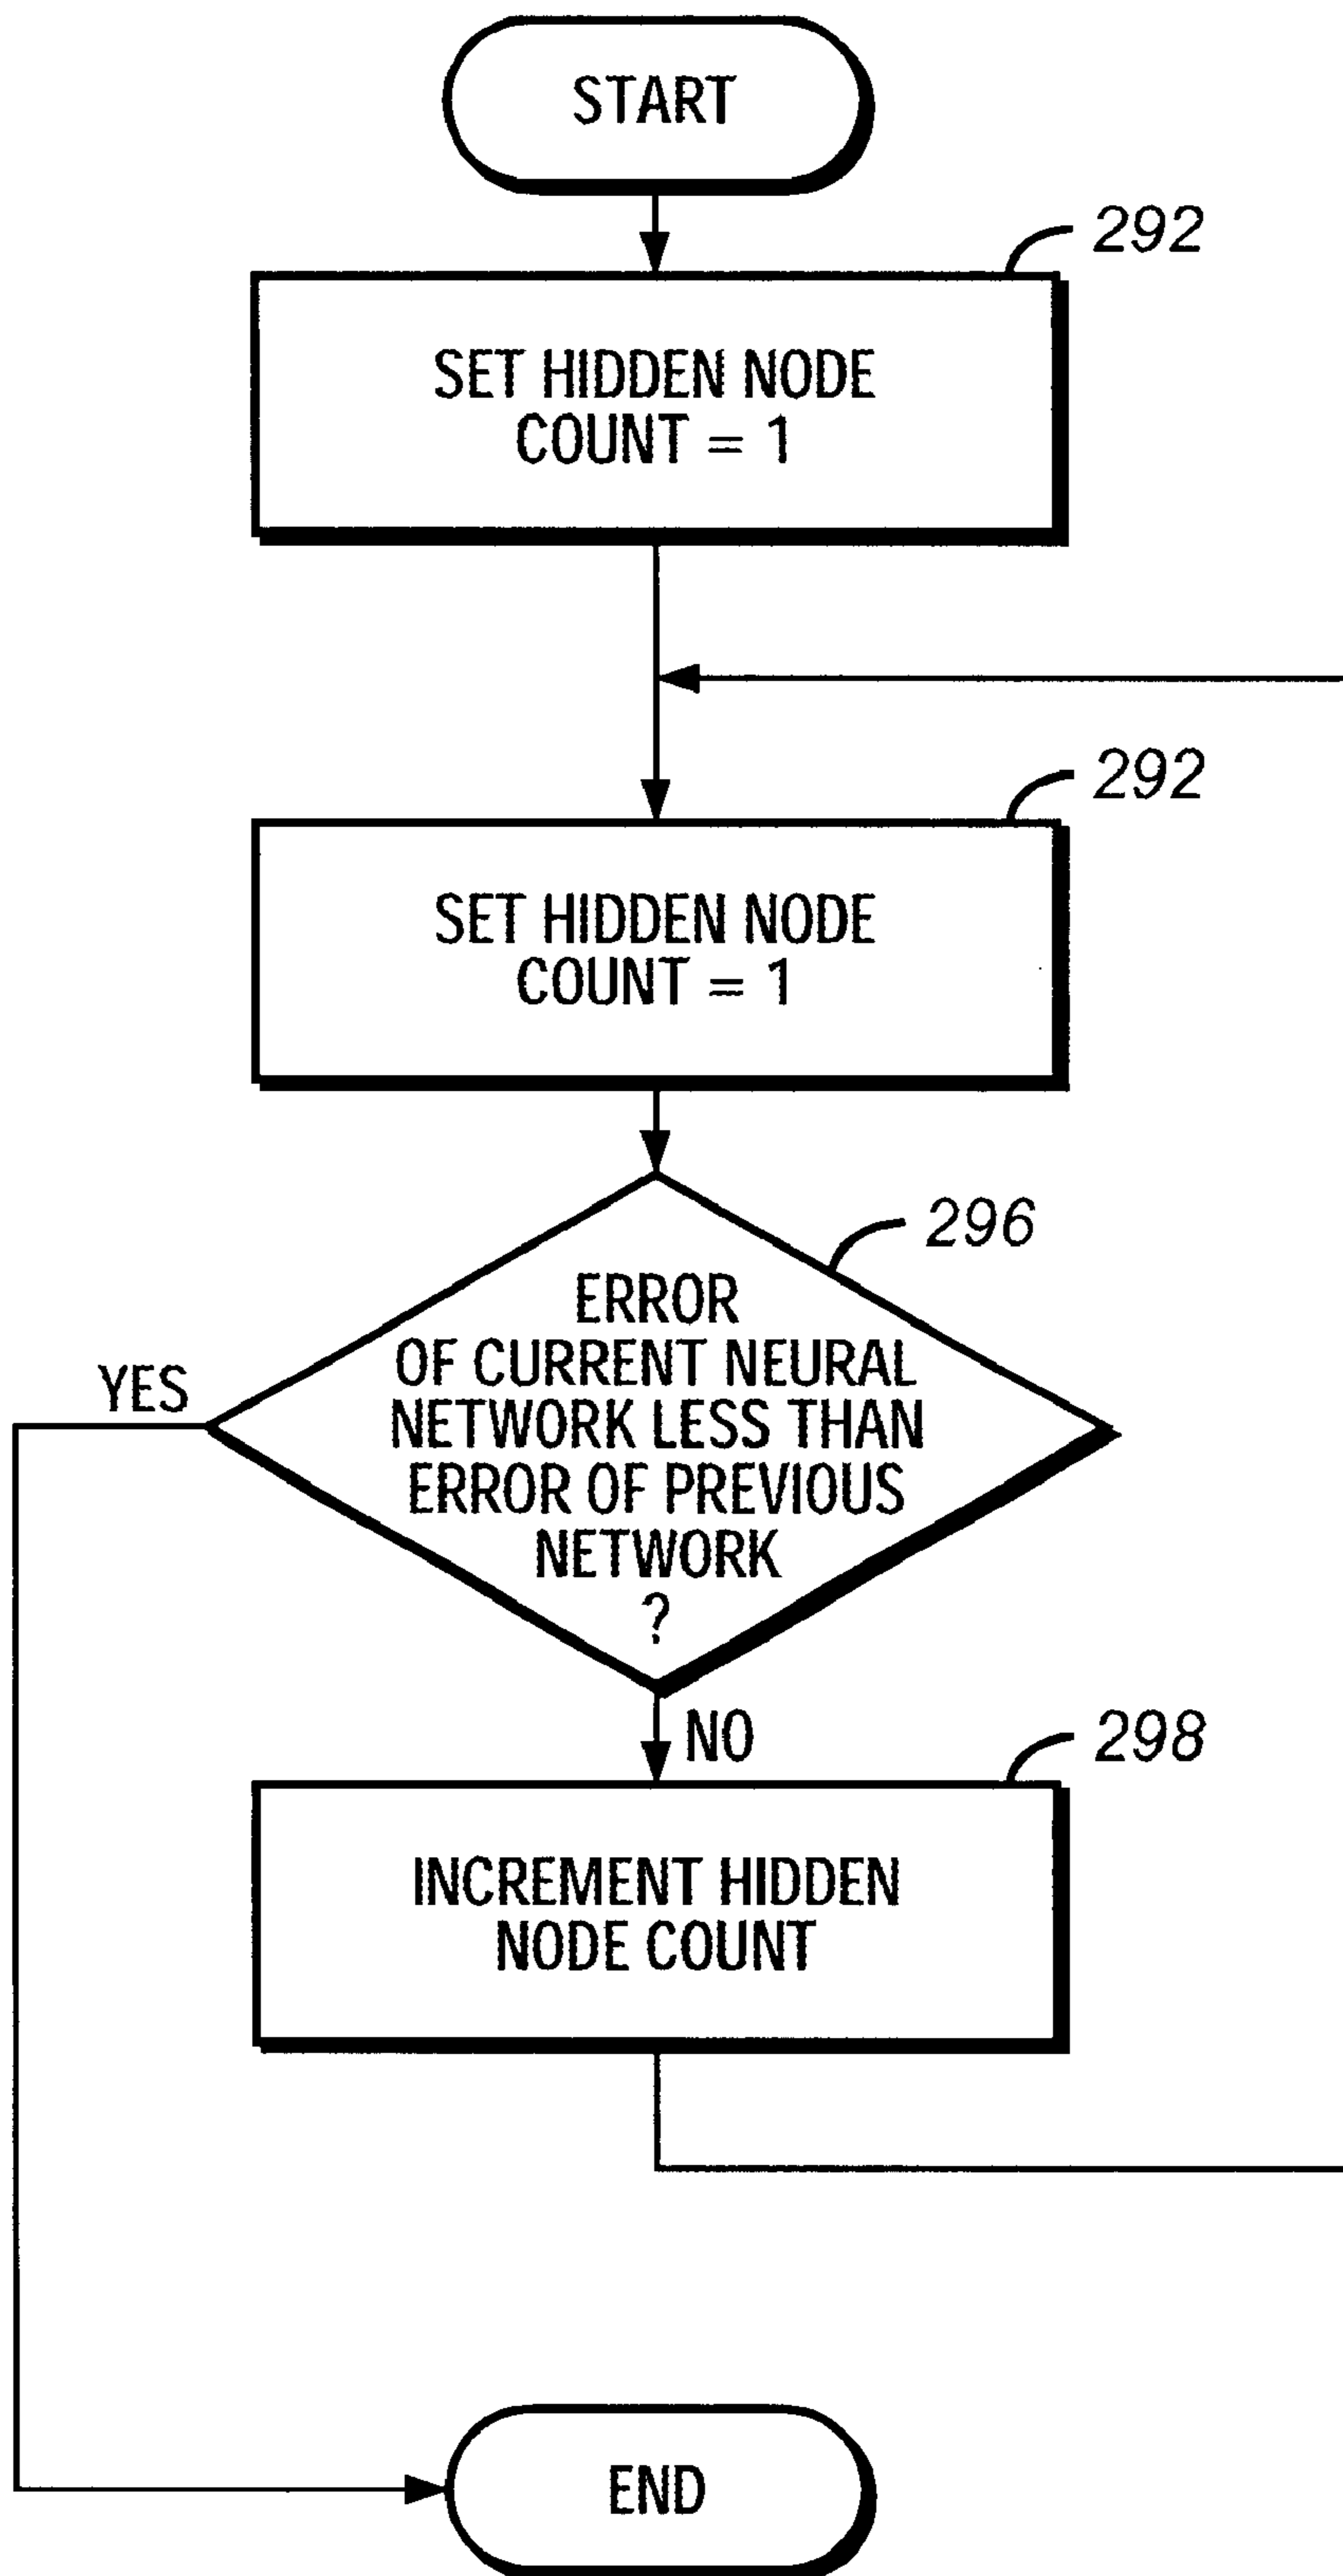 START
292
SET HIDDEN NODE
COUNT = 1
292
SET HIDDEN NODE
COUNT = 1
296
ERROR
OF CURRENT NEURAL
NETWORK LESS THAN
ERROR OF PREVIOUS
NETWORK
?
YES
NO
298
INCREMENT HIDDEN
NODE COUNT
END